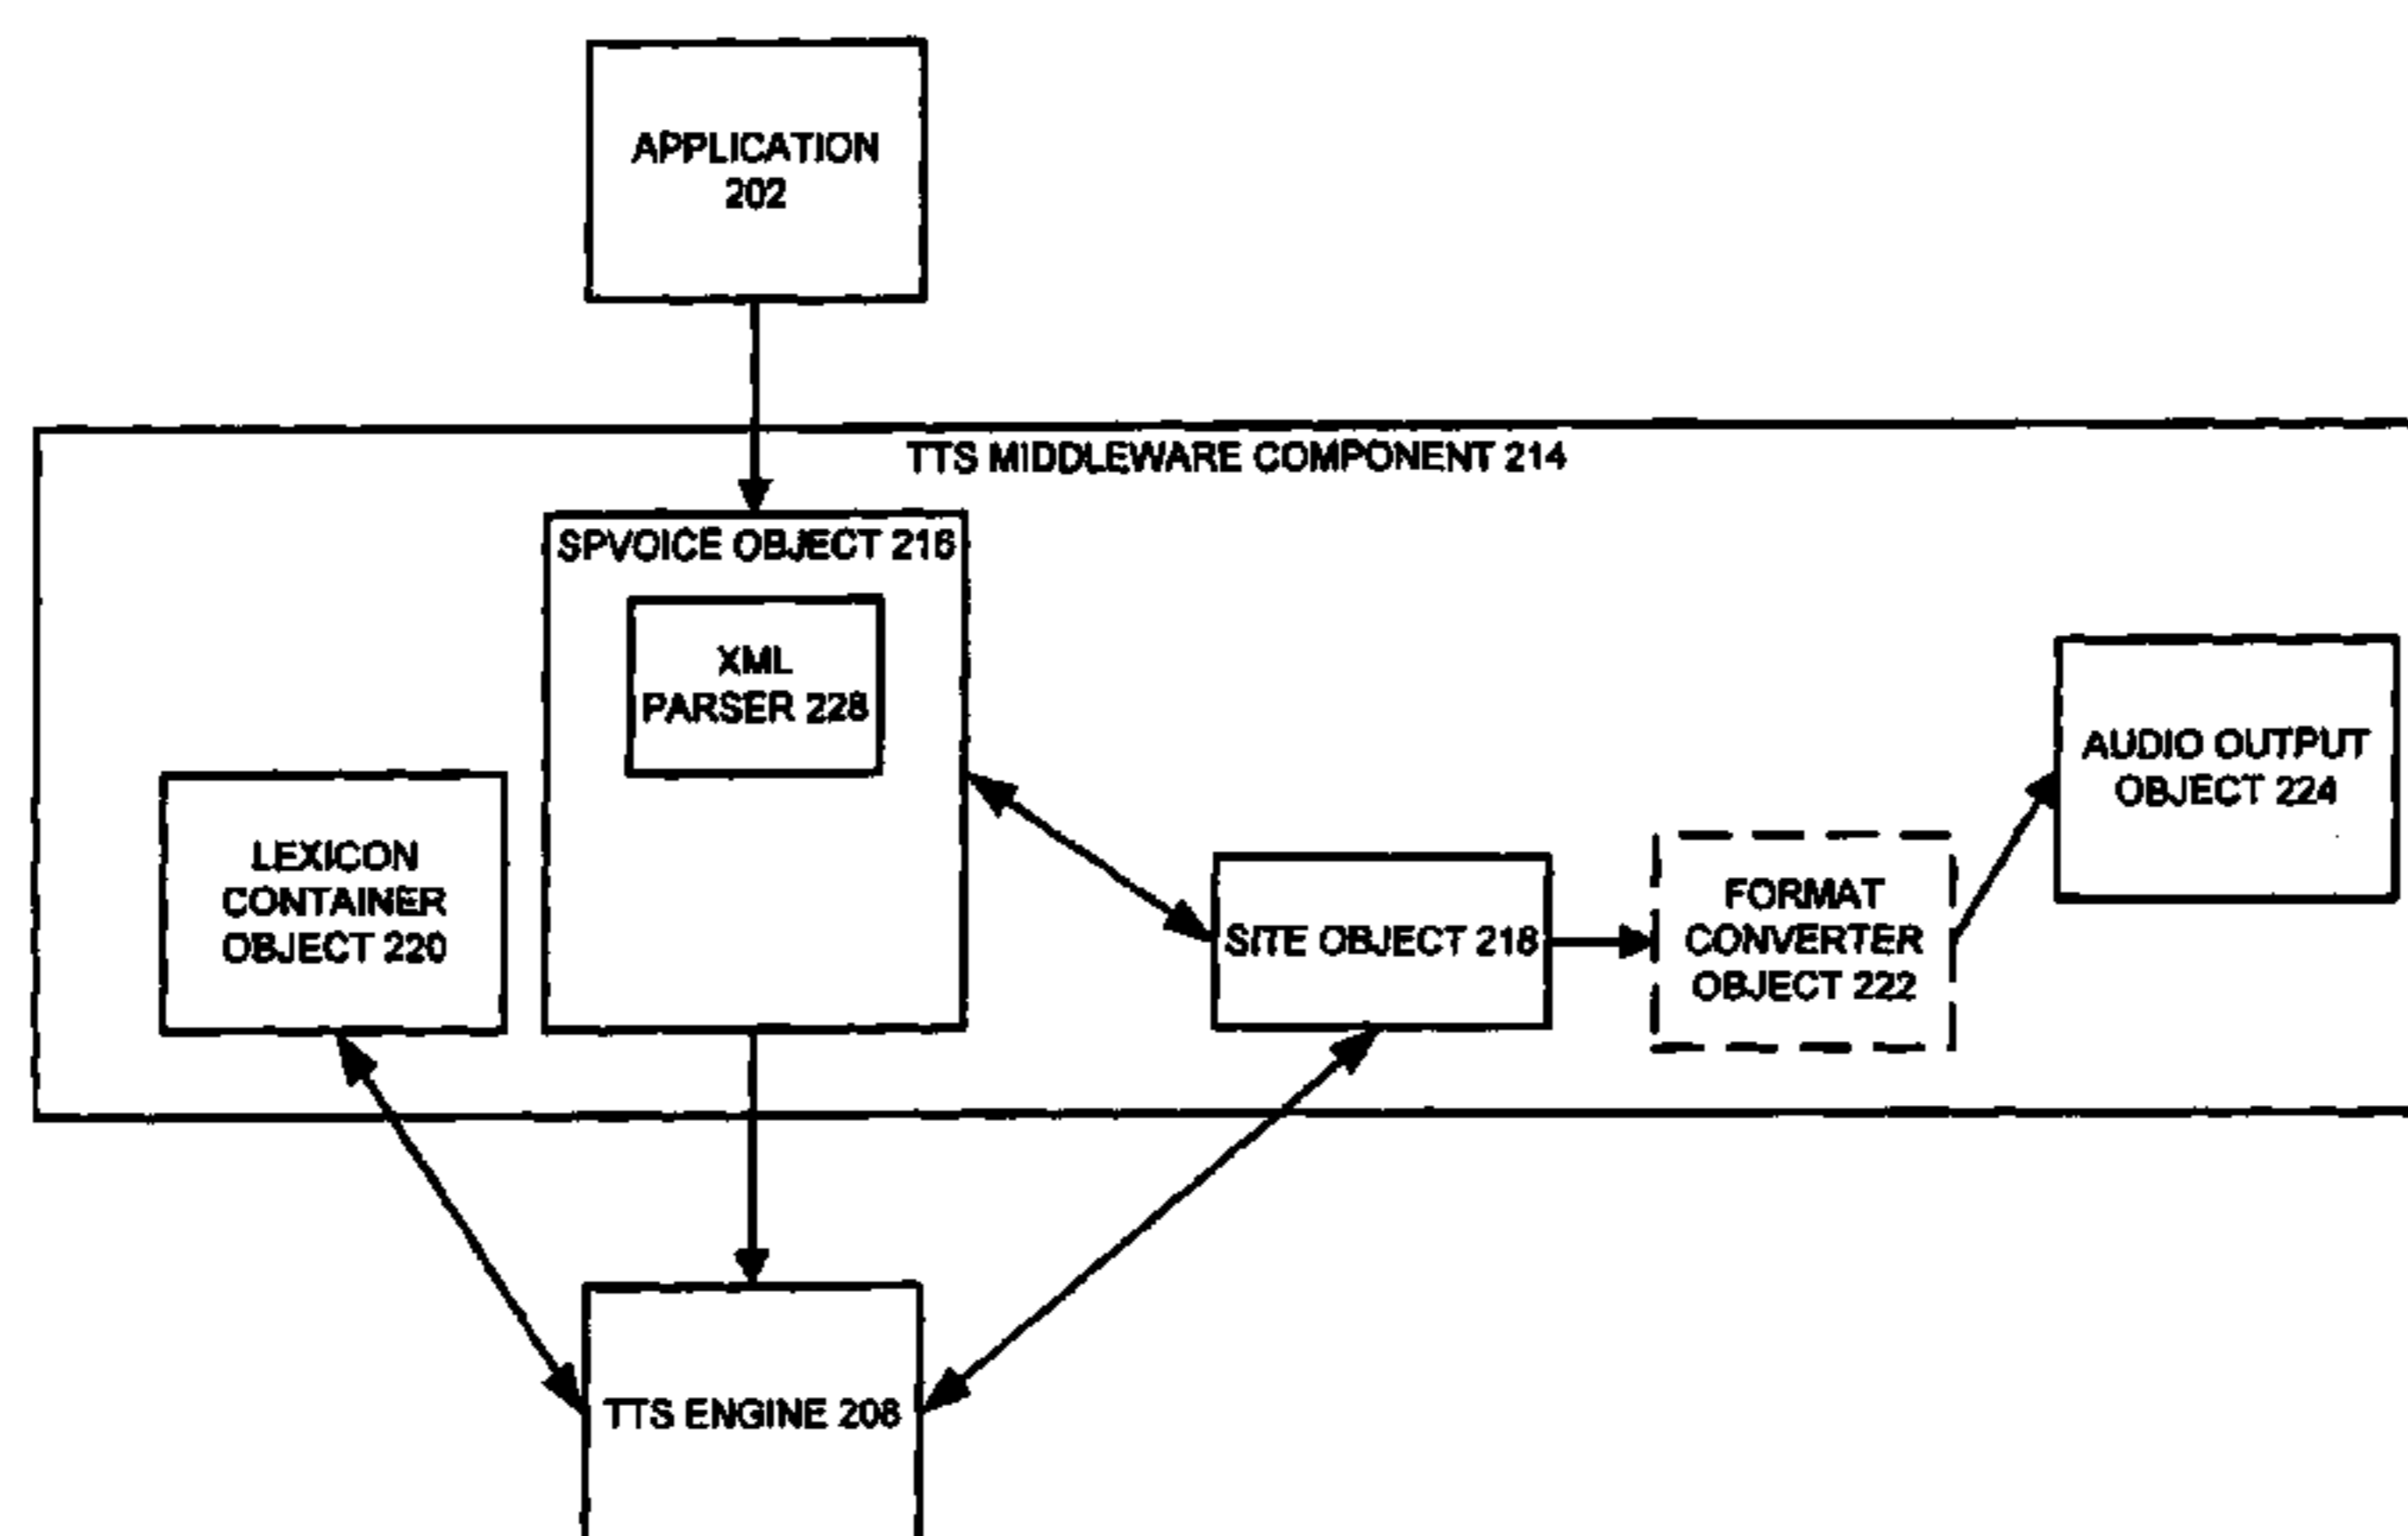 APPLICATION
202
TTS MIDDLEWARE COMPONENT 214
SPVOICE OBJECT 216
XML
PARSER 228
AUDIO OUTPUT
OBJECT 224
LEXICON
CONTAINER
OBJECT 220
SITE OBJECT 218
FORMAT
CONVERTER
OBJECT 222
TTS ENGINE 208